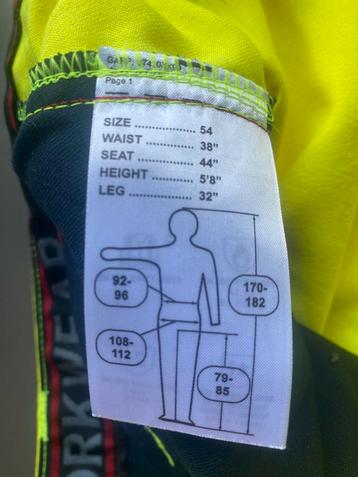 Page 1
SIZE .................. 54
WAIST ............... 38"
SEAT ................. 44"
HEIGHT ............. 5'8"
LEG ................... 32"
92-
96
170-
182
108-
112
79-
85
ORKWEAR